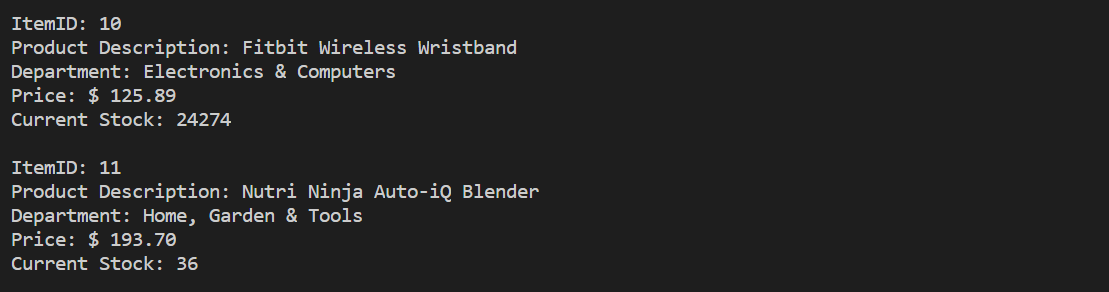 ItemID: 10
Product Description: Fitbit Wireless Wristband
Department: Electronics & Computers
Price: $ 125.89
Current Stock: 24274
ItemID: 11
Product Description: Nutri Ninja Auto-iQ Blender
Department: Home, Garden & Tools
Price: $ 193.70
Current Stock: 36